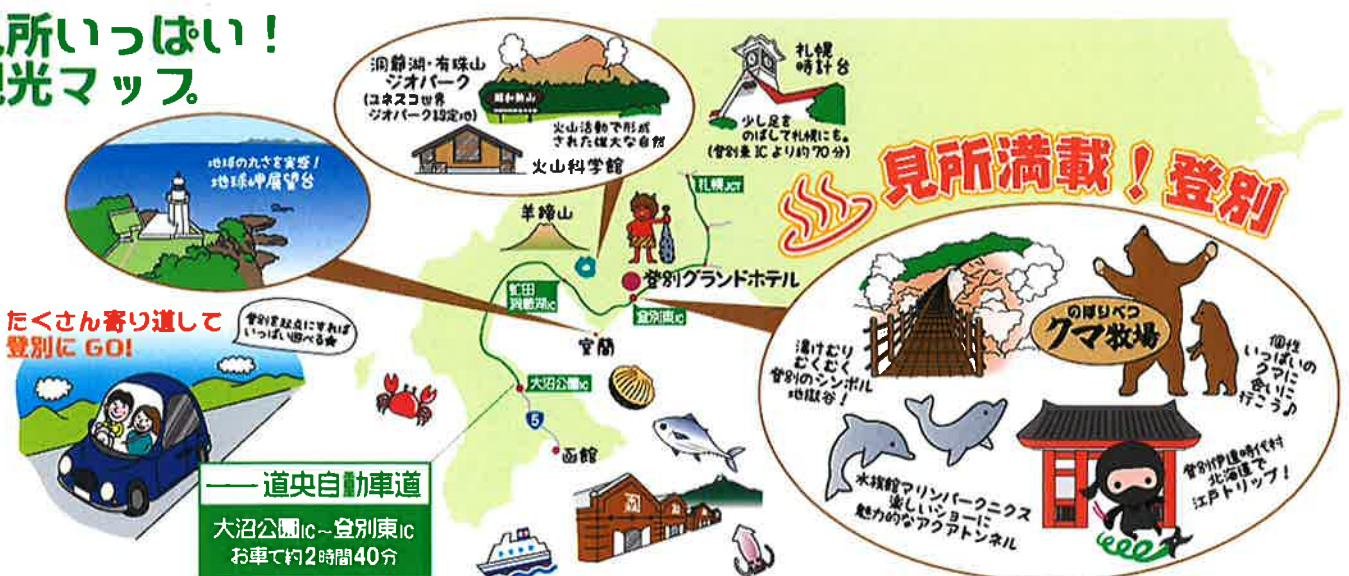 見所いっぱい！
観光マップ
洞爺湖・有珠山
ジオパーク
(ユネスコ世界
ジオパーク認定地)
昭和新山
火山活動で形成
された雄大な自然
火山科学館
札幌
時計台
少し足を
のばして札幌にも。
(登別東ICより約70分)
地球の丸さを実感！
地球岬展望台
札幌JCT
羊蹄山
見所満載！登別
登別グランドホテル
虻田
洞爺湖IC
登別東IC
室蘭
大沼公園IC
5
函館
たくさん寄り道して
登別にGO!
登別を起点にすれば
いっぱい遊べる★
道央自動車道
大沼公園IC～登別東IC
お車で約2時間40分
湯けむり
むくむく
登別のシンボル
地獄谷！
のぼりべつ
クマ牧場
個性
いっぱいの
クマに
会いに
行こう♪
水族館マリンパークニクス
楽しいショーに
魅力的なアクアトンネル
登別伊達時代村
北海道で
江戸トリップ！